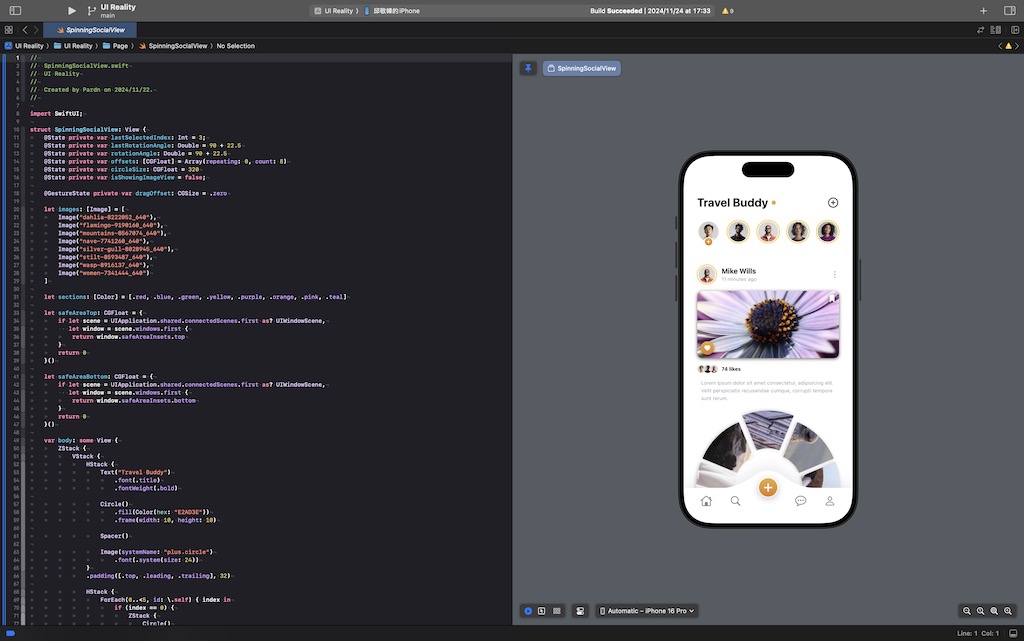 UI Reality
main
UI Reality 〉 邱敬幃的iPhone
Build Succeeded | 2024/11/24 at 17:33
9
SpinningSocialView
UI Reality 〉 UI Reality 〉 Page 〉 SpinningSocialView 〉 No Selection
1 //
2 // SpinningSocialView.swift
3 // UI Reality
4 //
5 // Created by Pardn on 2024/11/22.
6 //
7
8 import SwiftUI;
9
10 struct SpinningSocialView: View {
11 @State private var lastSelectedIndex: Int = 3;
12 @State private var lastRotationAngle: Double = 90 + 22.5
13 @State private var rotationAngle: Double = 90 + 22.5
14 @State private var offsets: [CGFloat] = Array(repeating: 0, count: 8)
15 @State private var circleSize: CGFloat = 320
16 @State private var isShowingImageView = false;
17
18 @GestureState private var dragOffset: CGSize = .zero
19
20 let images: [Image] = [
21 Image("dahlia-8222052_640"),
22 Image("flamingo-9190160_640"),
23 Image("mountains-8567074_640"),
24 Image("nave-7741260_640"),
25 Image("silver-gull-8028945_640"),
26 Image("stilt-8593487_640"),
27 Image("wasp-8916137_640"),
28 Image("women-7341444_640")
29 ]
30
31 let sections: [Color] = [.red, .blue, .green, .yellow, .purple, .orange, .pink, .teal]
32
33 let safeAreaTop: CGFloat = {
34 if let scene = UIApplication.shared.connectedScenes.first as? UIWindowScene,
35 let window = scene.windows.first {
36 return window.safeAreaInsets.top
37 }
38 return 0
39 }()
40
41 let safeAreaBottom: CGFloat = {
42 if let scene = UIApplication.shared.connectedScenes.first as? UIWindowScene,
43 let window = scene.windows.first {
44 return window.safeAreaInsets.bottom
45 }
46 return 0
47 }()
48
49 var body: some View {
50 ZStack {
51 VStack {
52 HStack {
53 Text("Travel Buddy")
54 .font(.title)
55 .fontWeight(.bold)
56
57 Circle()
58 .fill(Color(hex: "E2AD3E"))
59 .frame(width: 10, height: 10)
60
61 Spacer()
62
63 Image(systemName: "plus.circle")
64 .font(.system(size: 24))
65 }
66 .padding([.top, .leading, .trailing], 32)
67
68 HStack {
69 ForEach(0..<5, id: \.self) { index in
70 if (index == 0) {
71 ZStack {
72 Circle()
SpinningSocialView
Travel Buddy
Mike Wills
11 minutes ago
74 likes
Lorem ipsum dolor sit amet consectetur, adipisicing elit.
Velit perspiciatis recusandae cumque, corrupti impedit
sunt rerum.
Automatic – iPhone 16 Pro
Line: 1 Col: 1